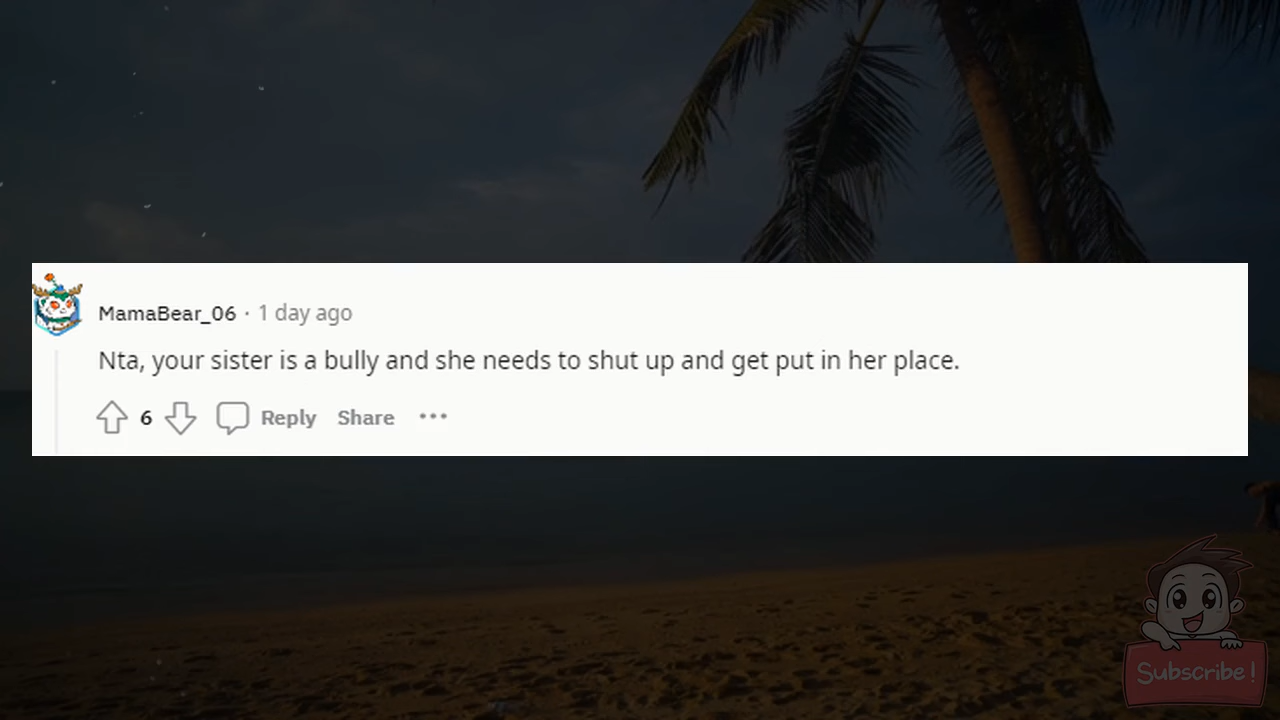 MamaBear_06 · 1 day ago
Nta, your sister is a bully and she needs to shut up and get put in her place.
6 Reply Share ···
Subscribe!